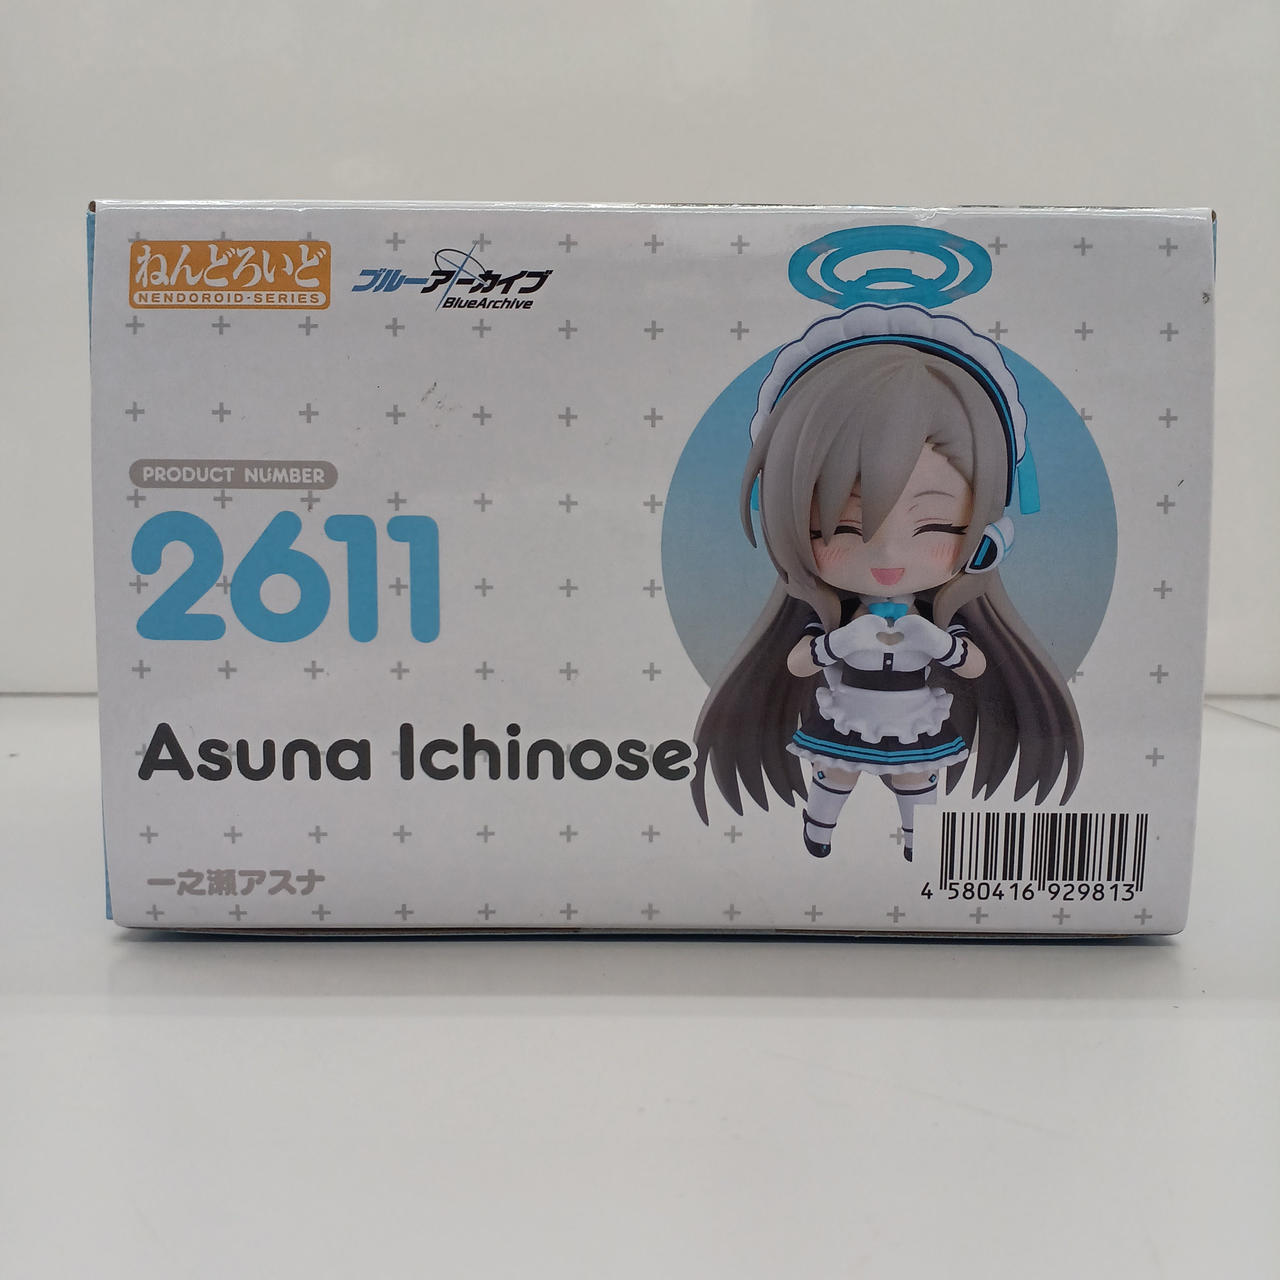 ねんどろいど
NENDOROID-SERIES
ブルーアーカイブ
BlueArchive
PRODUCT NUMBER
2611
Asuna Ichinose
一之瀬アスナ
4 580416 929813